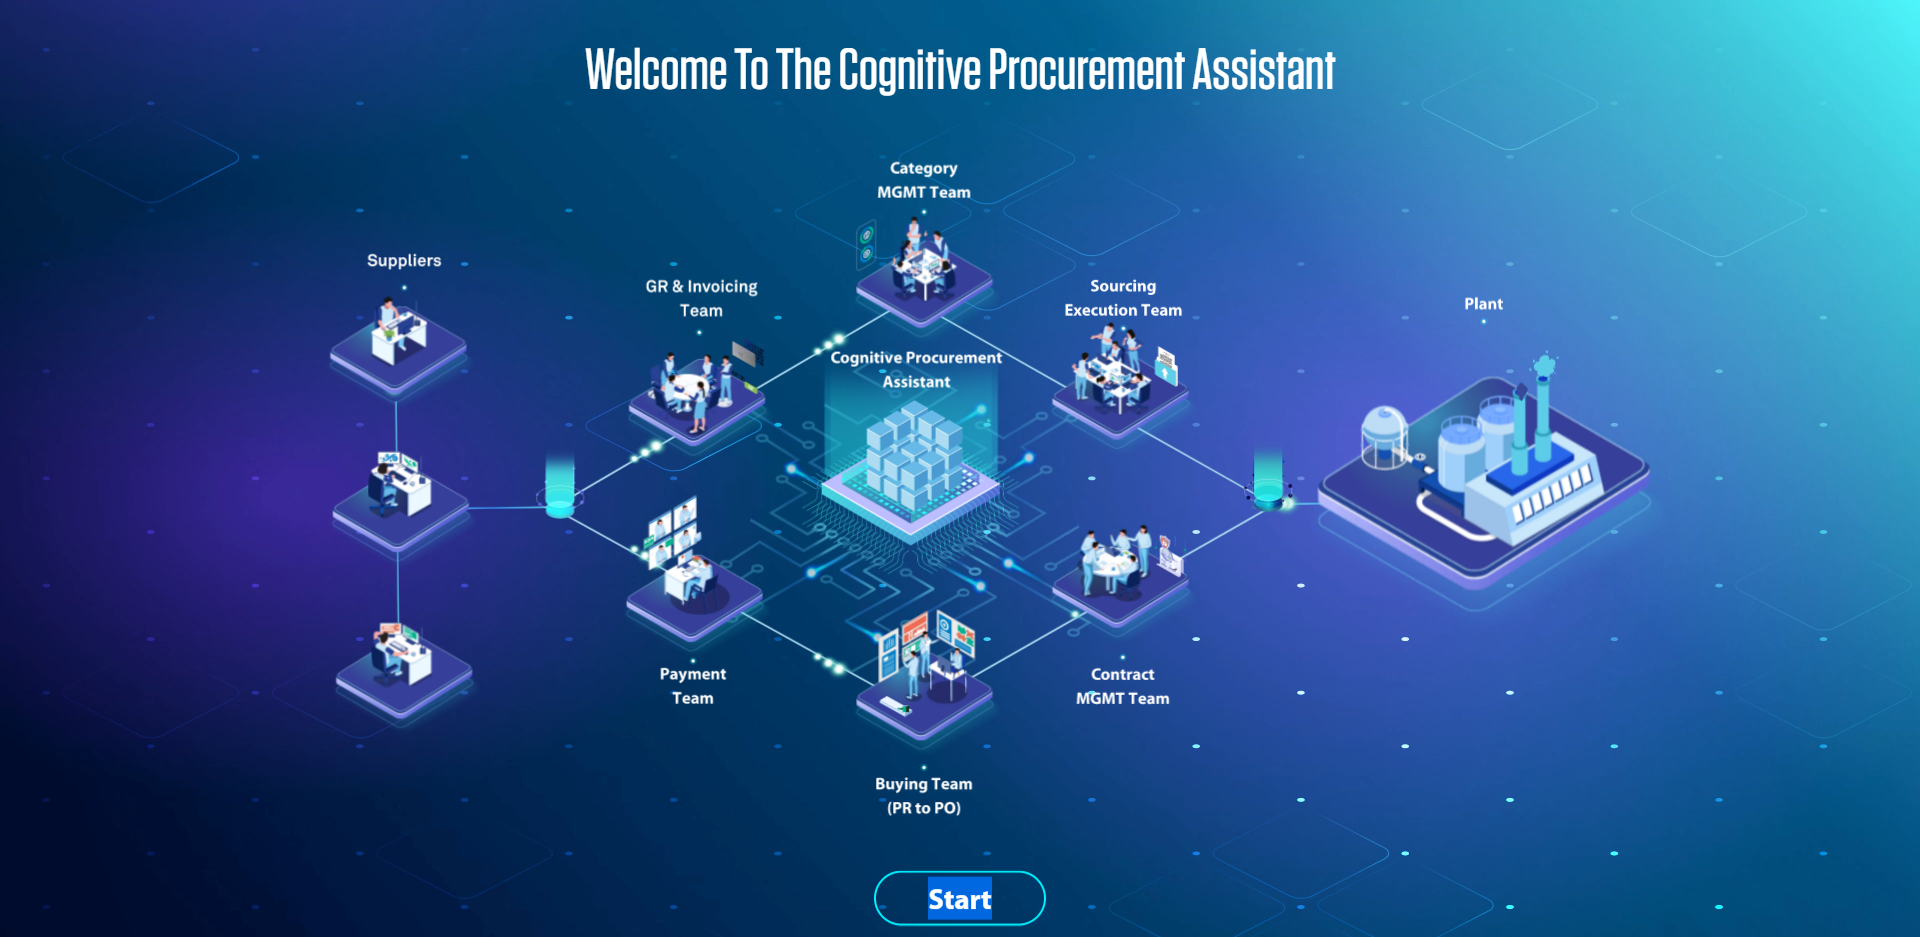 Welcome To The Cognitive Procurement Assistant
Category
MGMT Team
Suppliers
GR & Invoicing
Team
Sourcing
Execution Team
Plant
Cognitive Procurement
Assistant
Payment
Team
Contract
MGMT Team
Buying Team
(PR to PO)
Start